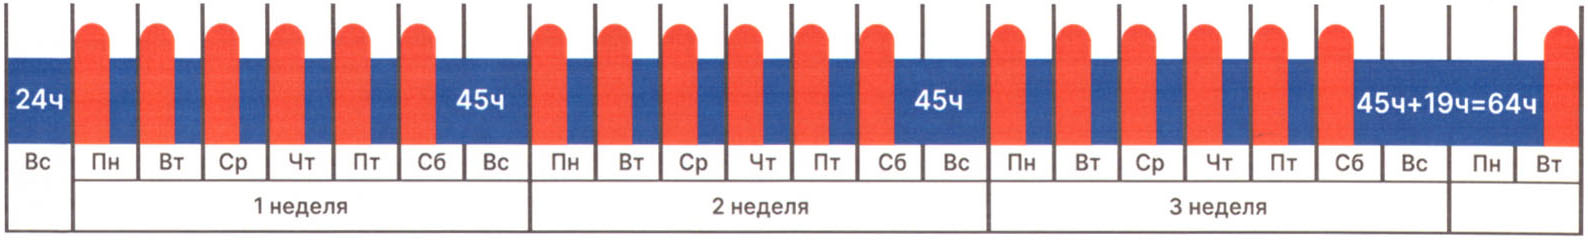 24ч 45ч 45ч 45ч+19ч=64ч
Вс Пн Вт Ср Чт Пт Сб Вс Пн Вт Ср Чт Пт Сб Вс Пн Вт Ср Чт Пт Сб Вс Пн Вт
1 неделя 2 неделя 3 неделя